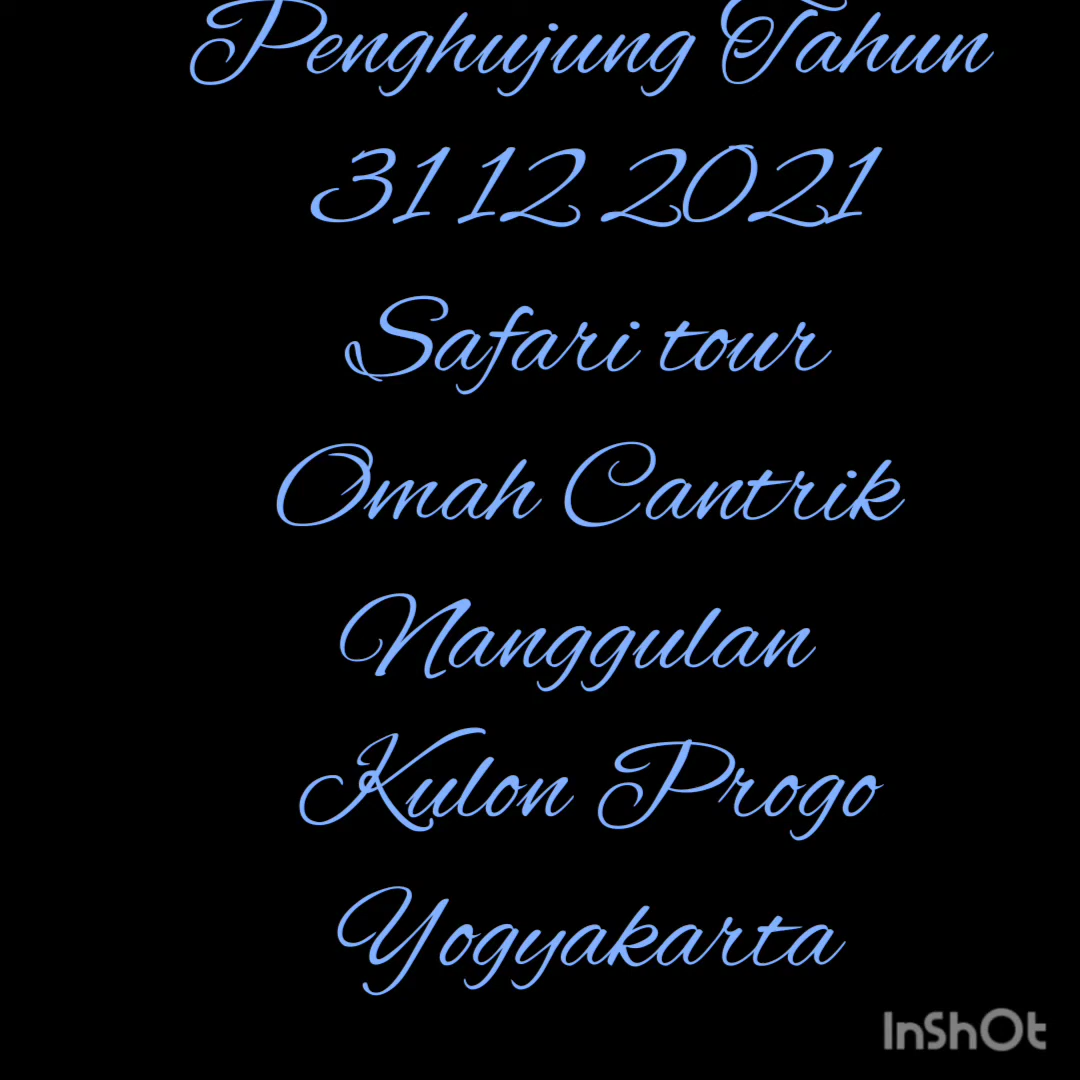 Penghujung Tahun
31 12 2021
Safari tour
Omah Cantrik
Nanggulan
Kulon Progo
Yogyakarta
InShOt